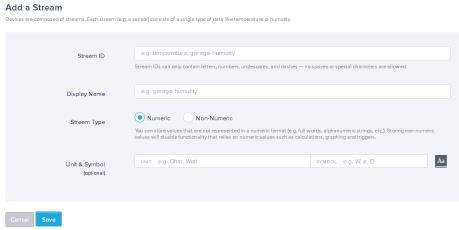 Add a Stream
Devices are composed of streams. Each stream (e.g. a sensor) consists of a single type of data like temperature or humidity.
Stream ID
e.g. temperature, garage-humidity
Stream IDs can only contain letters, numbers, underscores, and dashes — no spaces or special characters are allowed.
Display Name
e.g. garage humidity
Stream Type
Numeric
Non-Numeric
You can store values that are not represented in a numeric format (e.g. full words, alphanumeric strings, etc.). Storing non-numeric
values will disable functionality that relies on numeric values such as calculations, graphing and triggers.
Unit & Symbol
(optional)
UNIT e.g. Ohm, Watt
SYMBOL e.g. W, a, D
Aa
Cancel
Save